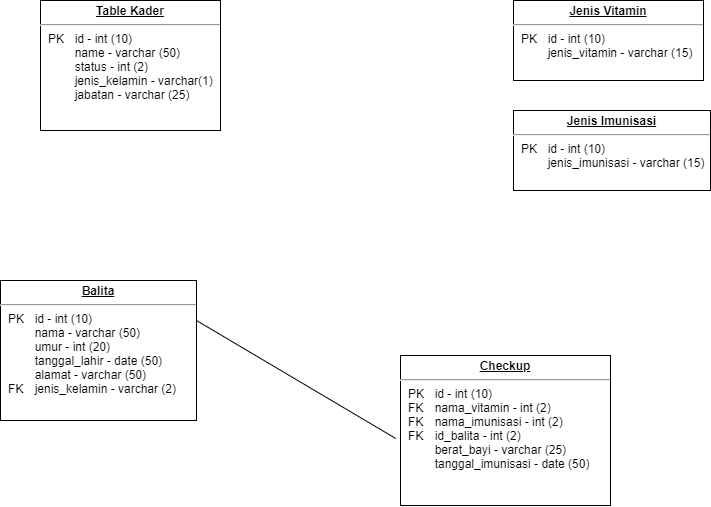 Table Kader
PK id - int (10)
name - varchar (50)
status - int (2)
jenis_kelamin - varchar(1)
jabatan - varchar (25)
Jenis Vitamin
PK id - int (10)
jenis_vitamin - varchar (15)
Jenis Imunisasi
PK id - int (10)
jenis_imunisasi - varchar (15)
Balita
PK id - int (10)
nama - varchar (50)
umur - int (20)
tanggal_lahir - date (50)
alamat - varchar (50)
FK jenis_kelamin - varchar (2)
Checkup
PK id - int (10)
FK nama_vitamin - int (2)
FK nama_imunisasi - int (2)
FK id_balita - int (2)
berat_bayi - varchar (25)
tanggal_imunisasi - date (50)